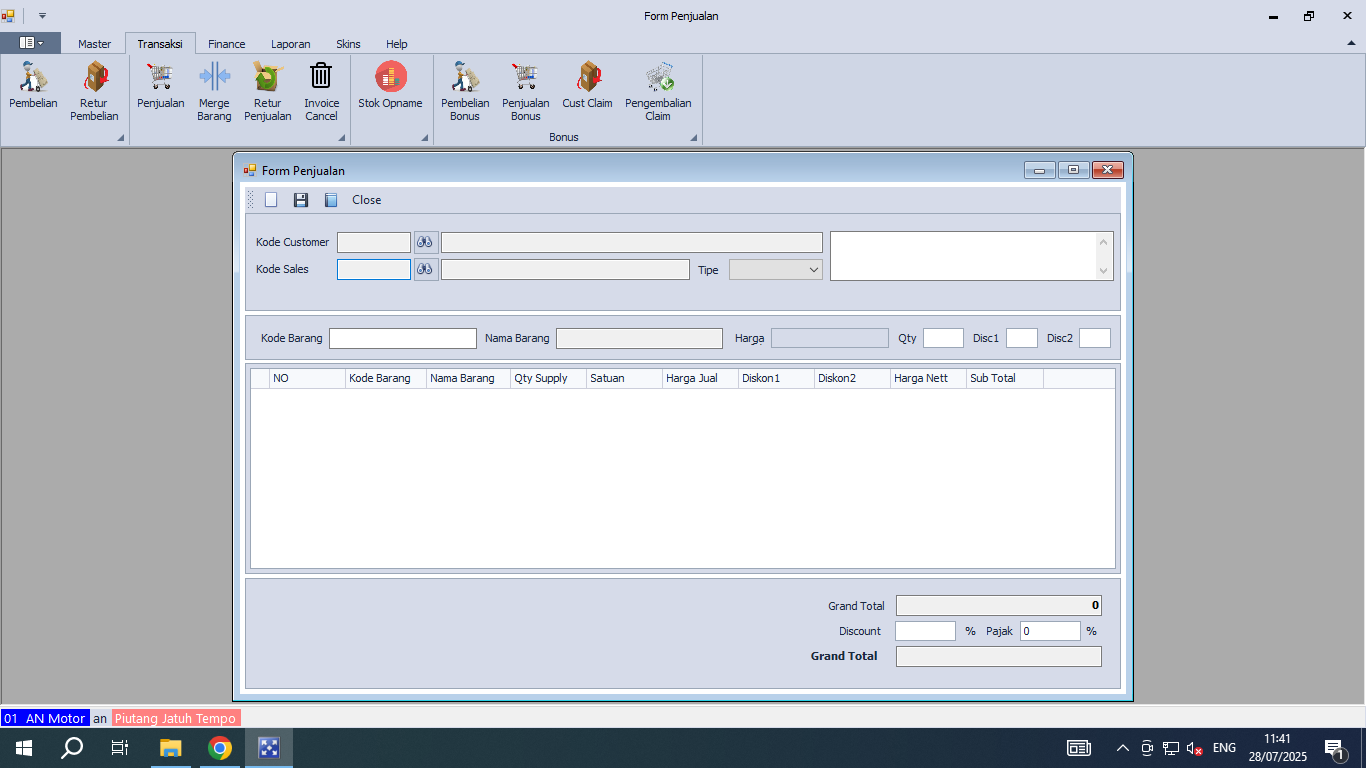 Form Penjualan
Master Transaksi Finance Laporan Skins Help
Pembelian
Retur Pembelian
Penjualan
Merge Barang
Retur Penjualan
Invoice Cancel
Stok Opname
Pembelian Bonus
Penjualan Bonus
Cust Claim
Pengembalian Claim
Bonus
Form Penjualan
Close
Kode Customer
Kode Sales Tipe
Kode Barang Nama Barang Harga Qty Disc1 Disc2
NO Kode Barang Nama Barang Qty Supply Satuan Harga Jual Diskon1 Diskon2 Harga Nett Sub Total
Grand Total 0
Discount % Pajak 0 %
Grand Total
01 AN Motor an Piutang Jatuh Tempo
ENG
11:41
28/07/2025
1